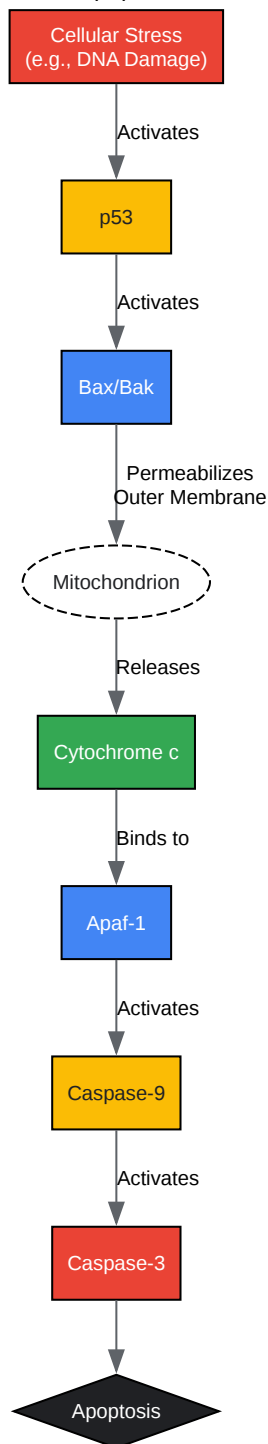 Cellular Stress
(e.g., DNA Damage)
Activates
p53
Activates
Bax/Bak
Permeabilizes
Outer Membrane
Mitochondrion
Releases
Cytochrome c
Binds to
Apaf-1
Activates
Caspase-9
Activates
Caspase-3
Apoptosis